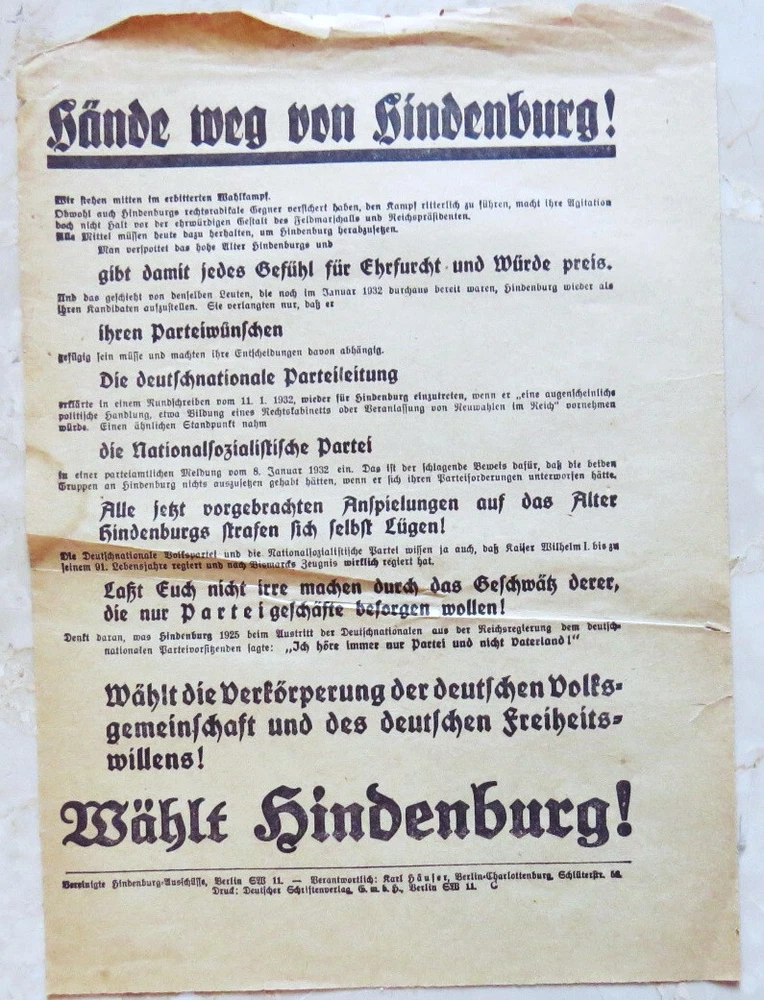 Hände weg von Hindenburg!
Wir stehen mitten im erbitterten Wahlkampf.
Obwohl auch Hindenburgs rechtsradikale Gegner versichert haben, den Kampf ritterlich zu führen, macht ihre Agitation
doch nicht Halt vor der ehrwürdigen Gestalt des Feldmarschalls und Reichspräsidenten.
Alle Mittel müssen heute dazu herhalten, um Hindenburg herabzusetzen.
Man verspottet das hohe Alter Hindenburgs und
gibt damit jedes Gefühl für Ehrfurcht und Würde preis.
Und das geschieht von denselben Leuten, die noch im Januar 1932 durchaus bereit waren, Hindenburg wieder als
ihren Kandidaten aufzustellen. Sie verlangten nur, daß er
ihren Parteiwünschen
gefügig sein müsse und machten ihre Entscheidungen davon abhängig.
Die deutschnationale Parteileitung
erklärte in einem Rundschreiben vom 11. 1. 1932, wieder für Hindenburg einzutreten, wenn er „eine augenscheinliche
politische Handlung, etwa Bildung eines Rechtskabinetts oder Veranlassung von Neuwahlen im Reich" vornehmen
würde. Einen ähnlichen Standpunkt nahm
die Nationalsozialistische Partei
in einer parteiamtlichen Meldung vom 8. Januar 1932 ein. Das ist der schlagende Beweis dafür, daß die beiden
Gruppen an Hindenburg nichts auszusetzen gehabt hätten, wenn er sich ihren Parteiforderungen unterworfen hätte.
Alle jetzt vorgebrachten Anspielungen auf das Alter
Hindenburgs strafen sich selbst Lügen!
Die Deutschnationale Volkspartei und die Nationalsozialistische Partei wissen ja auch, daß Kaiser Wilhelm I. bis zu
seinem 91. Lebensjahre regiert und nach Bismarcks Zeugnis wirklich regiert hat.
Laßt Euch nicht irre machen durch das Geschwätz derer,
die nur Parteigeschäfte besorgen wollen!
Denkt daran, was Hindenburg 1925 beim Austritt der Deutschnationalen aus der Reichsregierung dem deutsch-
nationalen Parteivorsitzenden sagte: „Ich höre immer nur Partei und nicht Vaterland!"
Wählt die Verkörperung der deutschen Volks-
gemeinschaft und des deutschen Freiheits-
willens!
Wählt Hindenburg!
Vereinigte Hindenburg-Ausschüsse, Berlin SW 11. — Verantwortlich: Karl Häuser, Berlin-Charlottenburg, Schlüterstr.
Druck: Deutscher Schriftenverlag, G. m. b. H., Berlin SW 11.